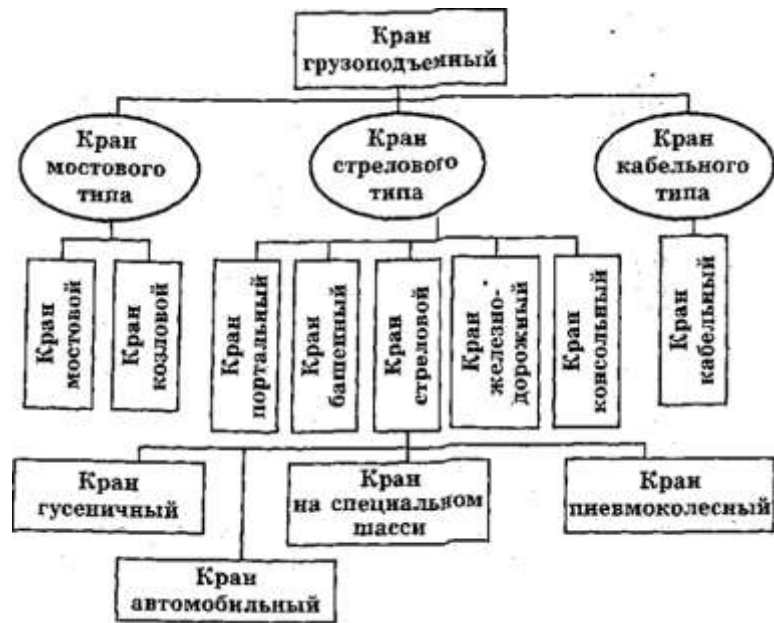 Кран
грузоподъемный
Кран
мостового
типа
Кран
стрелового
типа
Кран
кабельного
типа
Кран
мостовой
Кран
козловой
Кран
портальный
Кран
башенный
Кран
стреловой
Кран
железно-
дорожный
Кран
консольный
Кран
кабельный
Кран
гусеничный
Кран
на специальном
шасси
Кран
пневмоколесный
Кран
автомобильный